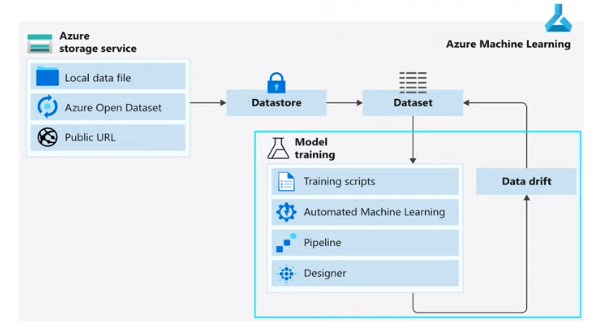 Azure
storage service
Azure Machine Learning
Local data file
Azure Open Dataset
Public URL
Datastore
Dataset
Model
training
Training scripts
Automated Machine Learning
Pipeline
Designer
Data drift